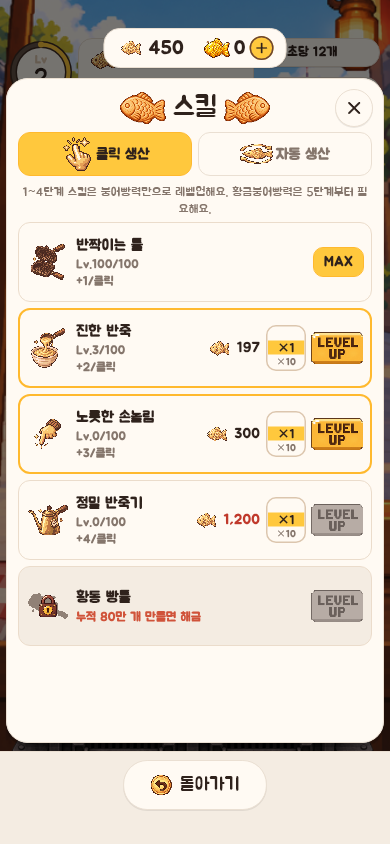 450
0
Lv
2
초당 12개
스킬
클릭 생산
자동 생산
1~4단계 스킬은 붕어빵력만으로 레벨업해요. 황금붕어빵력은 5단계부터 필
요해요.
반짝이는 틀
Lv.100/100
+1/클릭
MAX
진한 반죽
Lv.3/100
+2/클릭
197
×1
×10
LEVEL
UP
노릇한 손놀림
Lv.0/100
+3/클릭
300
×1
×10
LEVEL
UP
정밀 반죽기
Lv.0/100
+4/클릭
1,200
×1
×10
LEVEL
UP
황동 빵틀
누적 80만 개 만들면 해금
LEVEL
UP
돌아가기